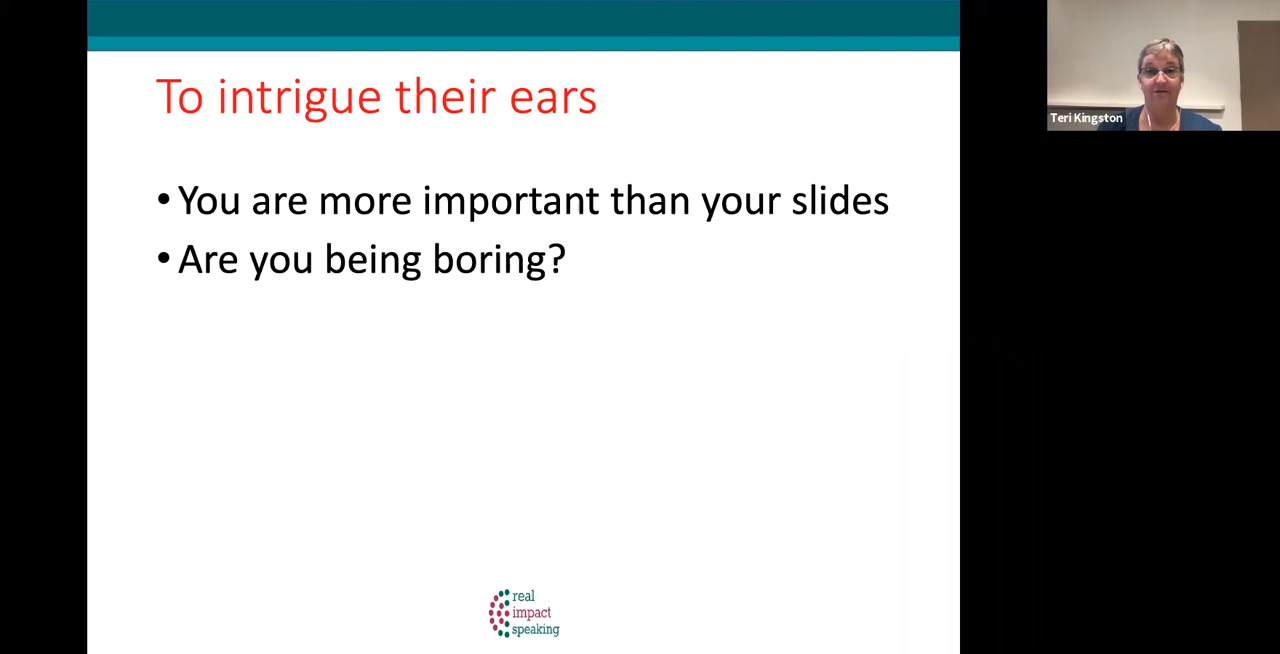 To intrigue their ears
• You are more important than your slides
• Are you being boring?
Teri Kingston
real
impact
speaking